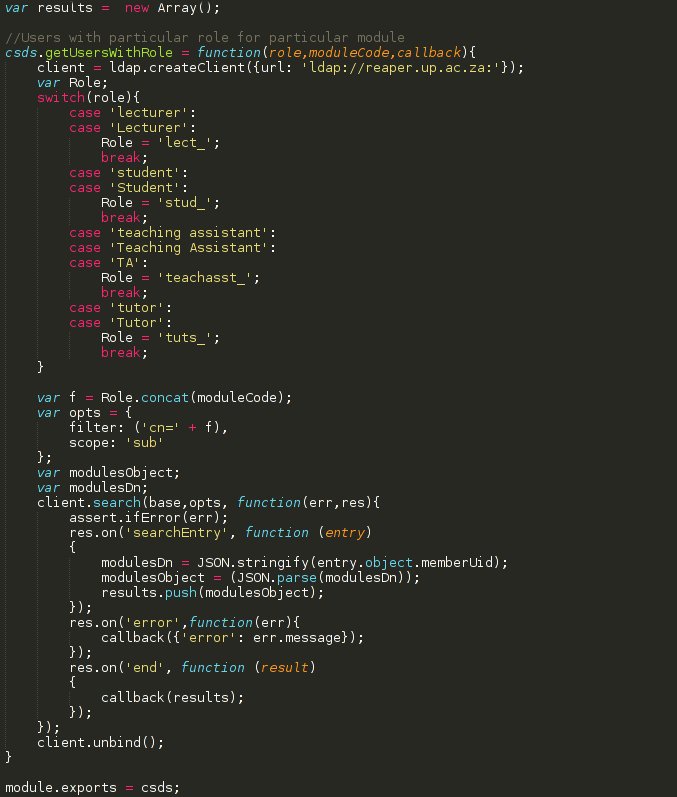 var results =  new Array();

//Users with particular role for particular module
csds.getUsersWithRole = function(role,moduleCode,callback){
    client = ldap.createClient({url: 'ldap://reaper.up.ac.za:'});
    var Role;
    switch(role){
        case 'lecturer':
        case 'Lecturer':
            Role = 'lect_';
            break;
        case 'student':
        case 'Student':
            Role = 'stud_';
            break;
        case 'teaching assistant':
        case 'Teaching Assistant':
        case 'TA':
            Role = 'teachasst_';
            break;
        case 'tutor':
        case 'Tutor':
            Role = 'tuts_';
            break;
    }

    var f = Role.concat(moduleCode);
    var opts = {
        filter: ('cn=' + f),
        scope: 'sub'
    };
    var modulesObject;
    var modulesDn;
    client.search(base,opts, function(err,res){
        assert.ifError(err);
        res.on('searchEntry', function (entry)
        {
            modulesDn = JSON.stringify(entry.object.memberUid);
            modulesObject = (JSON.parse(modulesDn));
            results.push(modulesObject);
        });
        res.on('error',function(err){
            callback({'error': err.message});
        });
        res.on('end', function (result)
        {
            callback(results);
        });
    });
    client.unbind();
}

module.exports = csds;